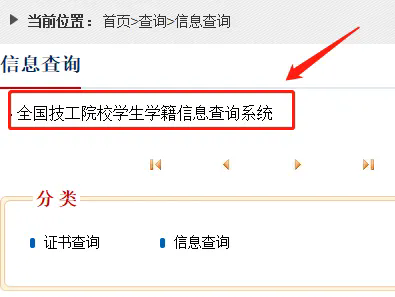 当前位置：首页>查询>信息查询
信息查询
全国技工院校学生学籍信息查询系统
分类
证书查询 信息查询